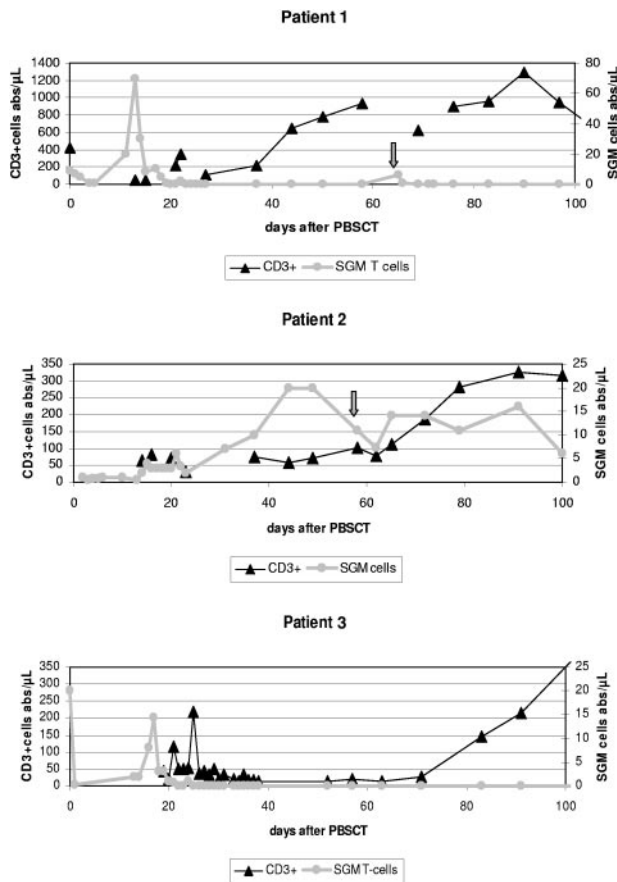 Patient 1
1400 1200 1000 800 600 400 200 0
CD3+cells abs/µL
80 60 40 20 0
SGM T cells abs/µL
0 20 40 60 80 100
days after PBSCT
CD3+ SGM T cells
Patient 2
350 300 250 200 150 100 50 0
CD3+cells abs/µL
25 20 15 10 5 0
SGM cells abs/µL
0 20 40 60 80 100
days after PBSCT
CD3+ SGM cells
Patient 3
350 300 250 200 150 100 50 0
CD3+cells abs/µL
25 20 15 10 5 0
SGM cells abs/µL
0 20 40 60 80 100
days after PBSCT
CD3+ SGMT-cells